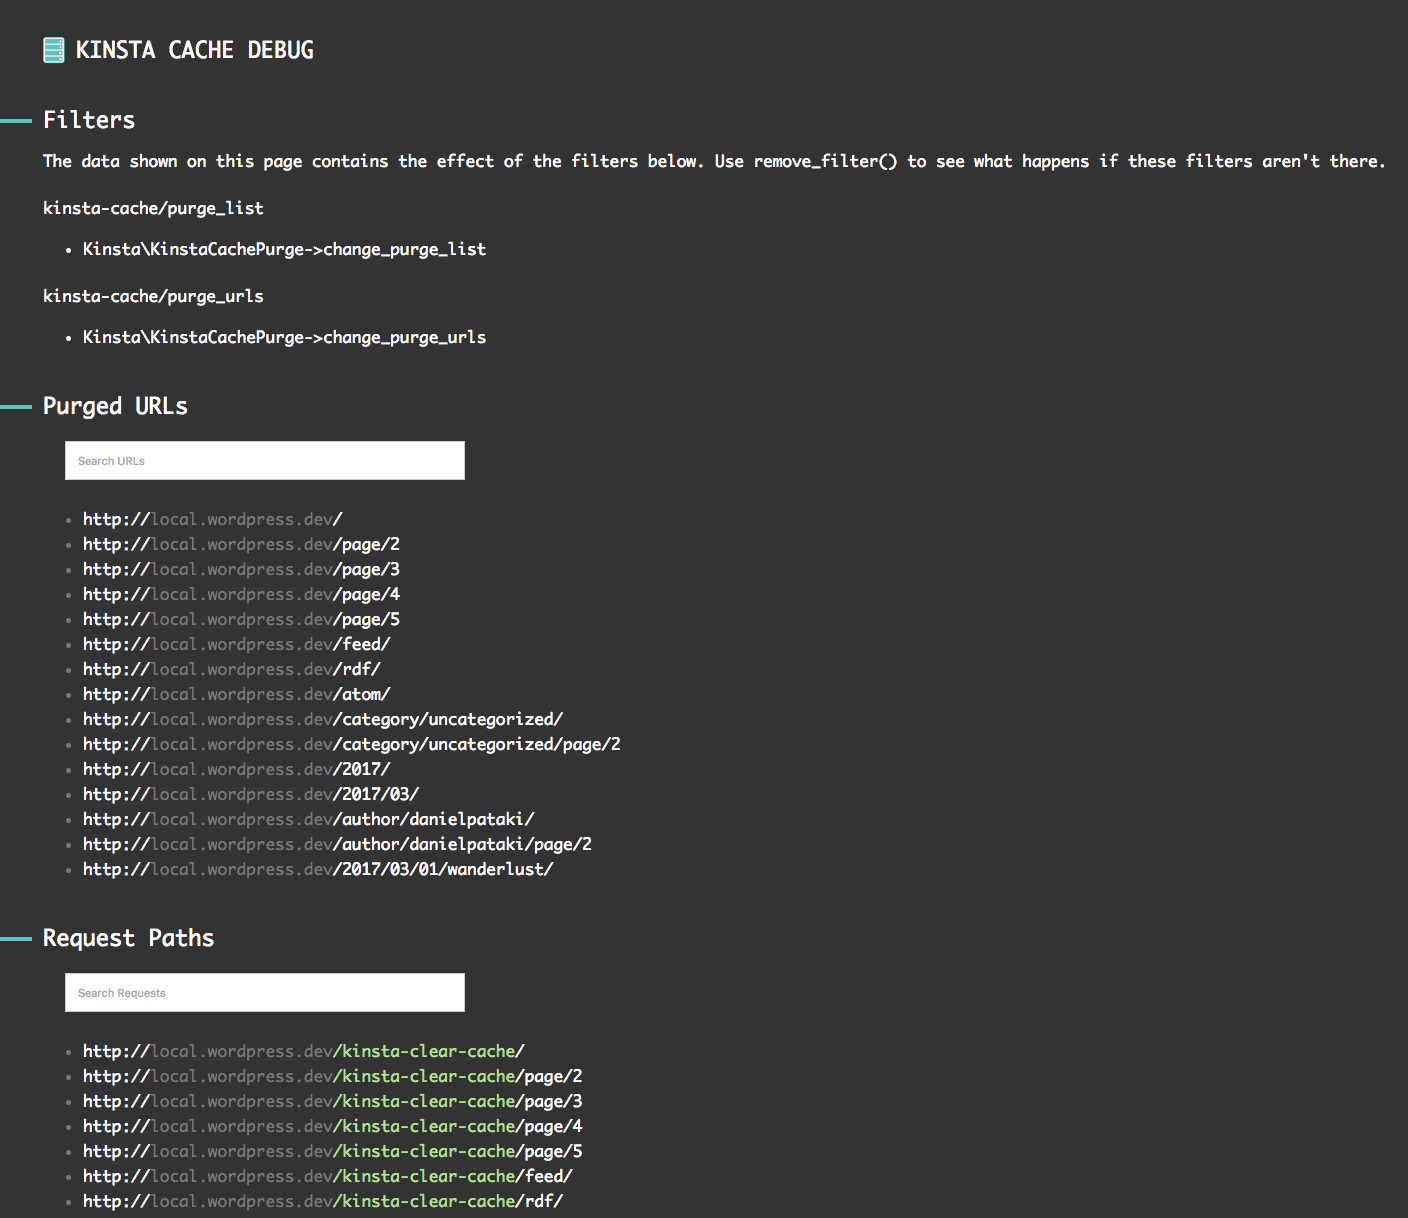 KINSTA CACHE DEBUG
Filters
The data shown on this page contains the effect of the filters below. Use remove_filter() to see what happens if these filters aren't there.
kinsta-cache/purge_list
• Kinsta\KinstaCachePurge->change_purge_list
kinsta-cache/purge_urls
• Kinsta\KinstaCachePurge->change_purge_urls
Purged URLs
Search URLs
• http://local.wordpress.dev/
• http://local.wordpress.dev/page/2
• http://local.wordpress.dev/page/3
• http://local.wordpress.dev/page/4
• http://local.wordpress.dev/page/5
• http://local.wordpress.dev/feed/
• http://local.wordpress.dev/rdf/
• http://local.wordpress.dev/atom/
• http://local.wordpress.dev/category/uncategorized/
• http://local.wordpress.dev/category/uncategorized/page/2
• http://local.wordpress.dev/2017/
• http://local.wordpress.dev/2017/03/
• http://local.wordpress.dev/author/danielpataki/
• http://local.wordpress.dev/author/danielpataki/page/2
• http://local.wordpress.dev/2017/03/01/wanderlust/
Request Paths
Search Requests
• http://local.wordpress.dev/kinsta-clear-cache/
• http://local.wordpress.dev/kinsta-clear-cache/page/2
• http://local.wordpress.dev/kinsta-clear-cache/page/3
• http://local.wordpress.dev/kinsta-clear-cache/page/4
• http://local.wordpress.dev/kinsta-clear-cache/page/5
• http://local.wordpress.dev/kinsta-clear-cache/feed/
• http://local.wordpress.dev/kinsta-clear-cache/rdf/